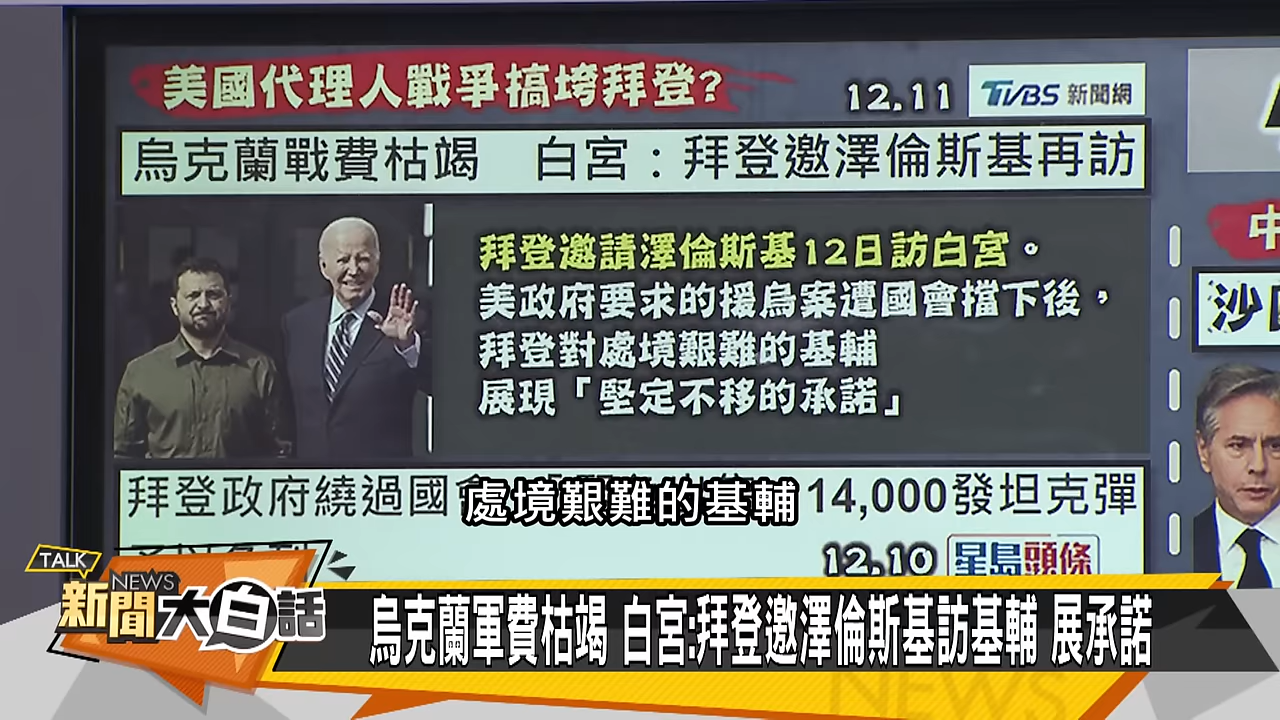 美國代理人戰爭搞垮拜登?
12.11
TVBS 新聞網
烏克蘭戰費枯竭 白宮：拜登邀澤倫斯基再訪
拜登邀請澤倫斯基12日訪白宮。
美政府要求的援烏案遭國會擋下後，
拜登對處境艱難的基輔
展現「堅定不移的承諾」
中
沙
拜登政府繞過國
14,000發坦克彈
處境艱難的基輔
12.10
星島頭條
TALK
NEWS
新聞大白話
烏克蘭軍費枯竭 白宮:拜登邀澤倫斯基訪基輔 展承諾
NEWS